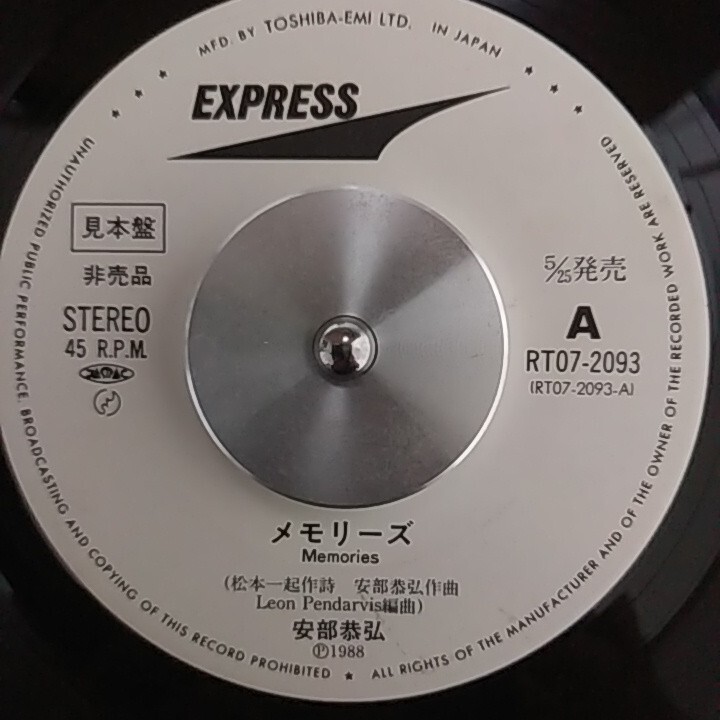 MFD. BY TOSHIBA-EMI LTD. IN JAPAN
EXPRESS
見本盤
非売品
STEREO
45 R.P.M.
5/25発売
A
RT07-2093
(RT07-2093-A)
メモリーズ
Memories
(松本一起作詩 安部恭弘作曲
Leon Pendarvis編曲)
安部恭弘
Ⓟ1988
UNAUTHORIZED PUBLIC PERFORMANCE. BROADCASTING AND COPYING OF THIS RECORD PROHIBITED ★ ALL RIGHTS OF THE MANUFACTURER AND OF THE OWNER OF THE RECORDED WORK ARE RESERVED